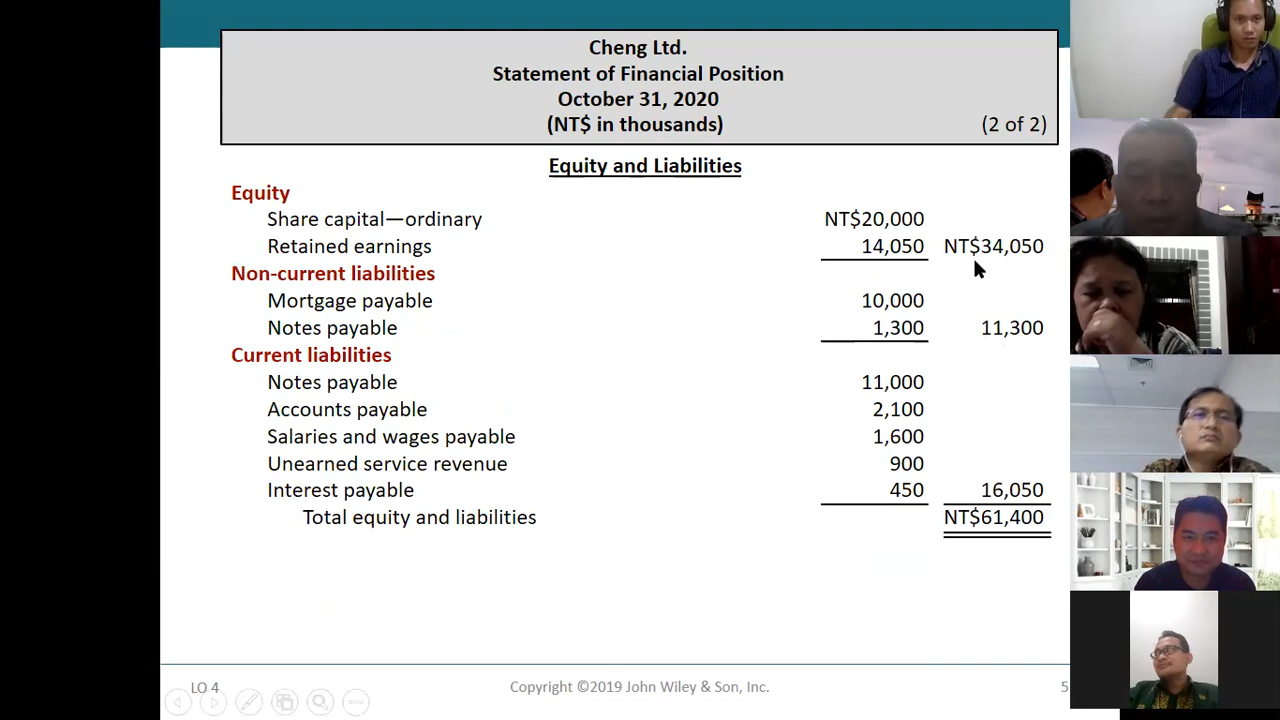 Cheng Ltd.
Statement of Financial Position
October 31, 2020
(NT$ in thousands) (2 of 2)
Equity and Liabilities
Equity
Share capital—ordinary NT$20,000
Retained earnings 14,050 NT$34,050
Non-current liabilities
Mortgage payable 10,000
Notes payable 1,300 11,300
Current liabilities
Notes payable 11,000
Accounts payable 2,100
Salaries and wages payable 1,600
Unearned service revenue 900
Interest payable 450 16,050
Total equity and liabilities NT$61,400
LO 4 Copyright ©2019 John Wiley & Son, Inc. 5